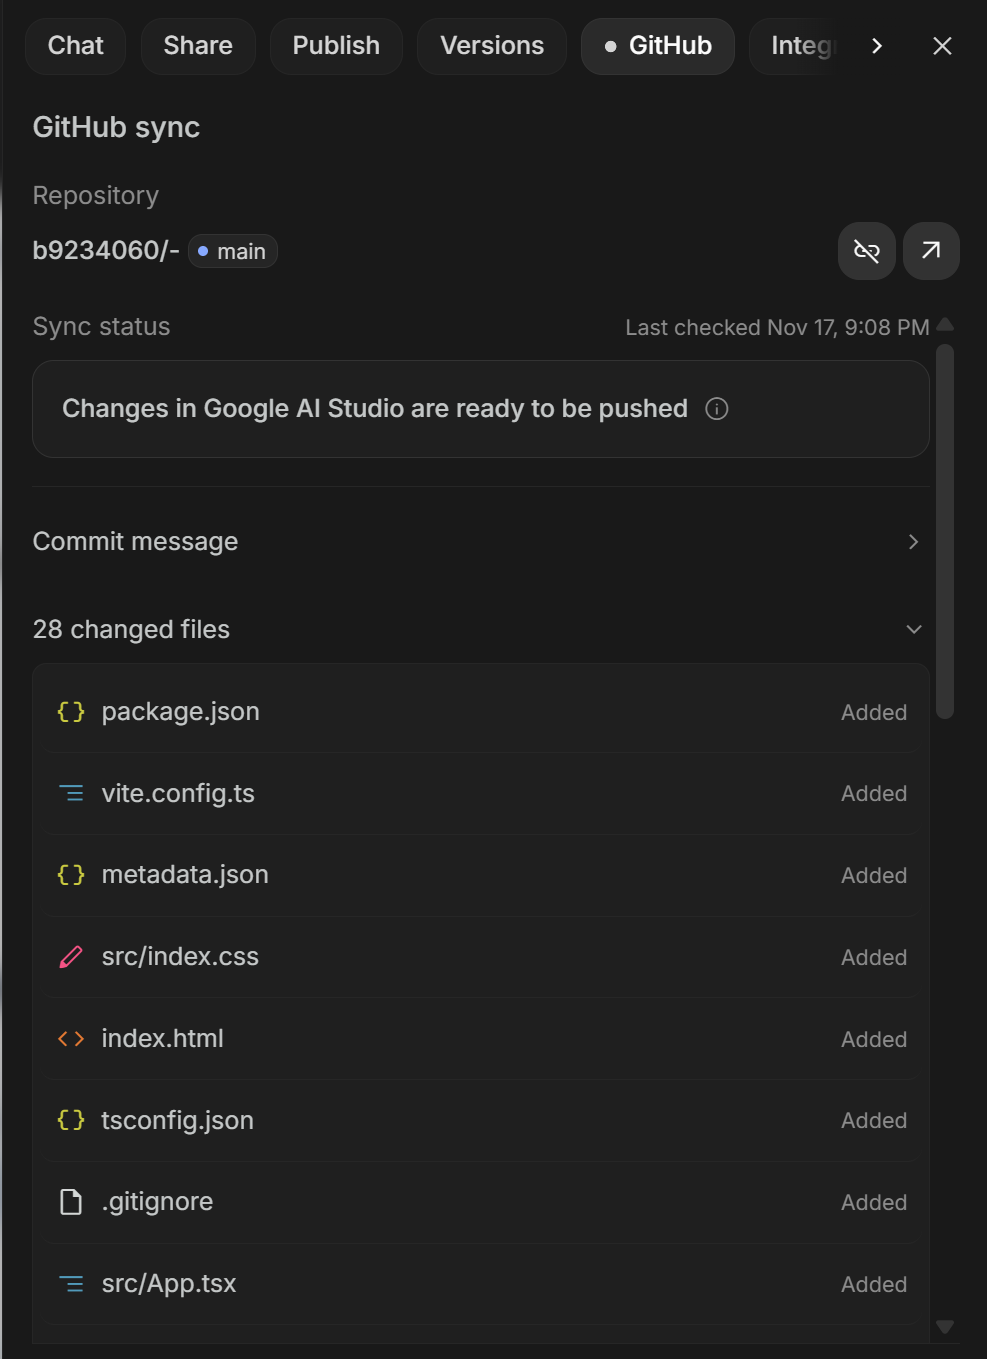 Chat Share Publish Versions GitHub Integr
GitHub sync
Repository
b9234060/- main
Sync status Last checked Nov 17, 9:08 PM
Changes in Google AI Studio are ready to be pushed
Commit message
28 changed files
{} package.json Added
vite.config.ts Added
{} metadata.json Added
src/index.css Added
<> index.html Added
{} tsconfig.json Added
.gitignore Added
src/App.tsx Added